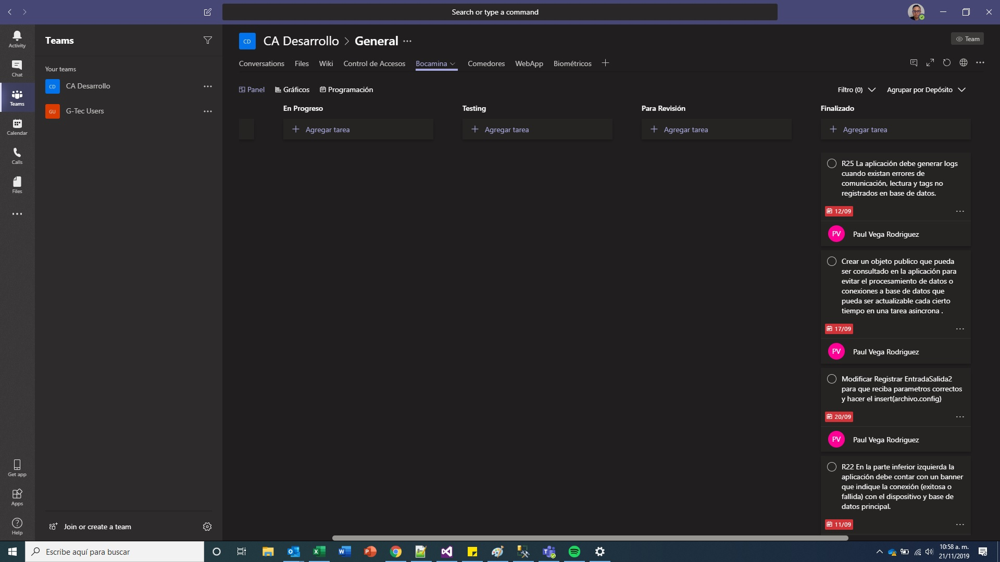 Search or type a command
Activity
Chat
Teams
Calendar
Calls
Files
Get app
Apps
Help
Teams
Your teams
CD CA Desarrollo
GU G-Tec Users
Join or create a team
CD CA Desarrollo > General
Team
Conversations Files Wiki Control de Accesos Bocamina Comedores WebApp Biométricos
Panel Gráficos Programación
Filtro (0) Agrupar por Depósito
En Progreso
Agregar tarea
Testing
Agregar tarea
Para Revisión
Agregar tarea
Finalizado
Agregar tarea
R25 La aplicación debe generar logs
cuando existan errores de
comunicación, lectura y tags no
registrados en base de datos.
12/09
PV Paul Vega Rodriguez
Crear un objeto publico que pueda
ser consultado en la aplicación para
evitar el procesamiento de datos o
conexiones a base de datos que
pueda ser actualizable cada cierto
tiempo en una tarea asincrona .
17/09
PV Paul Vega Rodriguez
Modificar Registrar EntradaSalida2
para que reciba parametros correctos
y hacer el insert(archivo.config)
20/09
PV Paul Vega Rodriguez
R22 En la parte inferior izquierda la
aplicación debe contar con un banner
que indique la conexión (exitosa o
fallida) con el dispositivo y base de
datos principal.
11/09
Escribe aquí para buscar
10:58 a. m.
21/11/2019